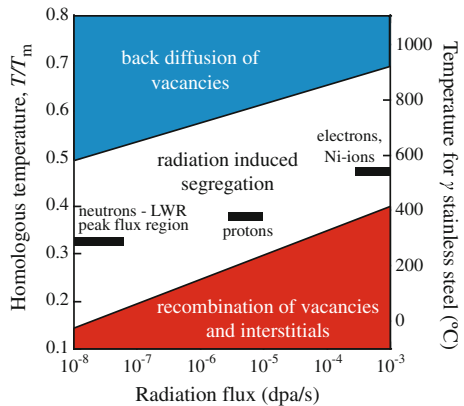 Homologous temperature, T/Tm
0.8
0.7
0.6
0.5
0.4
0.3
0.2
0.1
back diffusion of
vacancies
radiation induced
segregation
electrons,
Ni-ions
neutrons - LWR
peak flux region
protons
recombination of vacancies
and interstitials
1000
800
600
400
200
0
Temperature for
γ stainless steel (°C)
10⁻⁸ 10⁻⁷ 10⁻⁶ 10⁻⁵ 10⁻⁴ 10⁻³
Radiation flux (dpa/s)